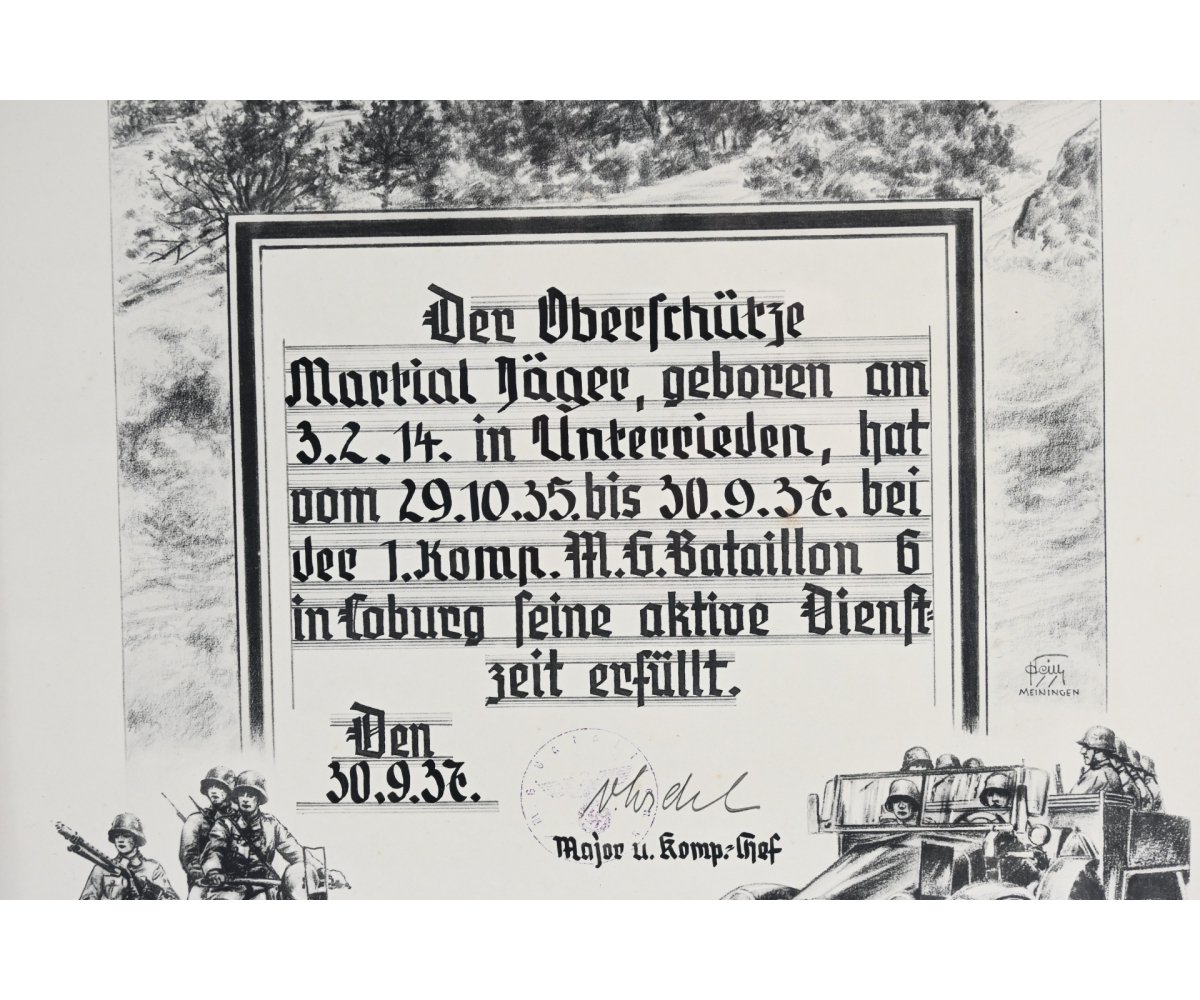 Der Oberschütze
Martial Jäger, geboren am
3.2.14. in Unterrieden, hat
vom 29.10.35. bis 30.9.37. bei
der 1. Komp. M.G. Bataillon 6
in Coburg seine aktive Dienst-
zeit erfüllt.
MEININGEN
Den
30.9.37.
Major u. Komp.-Chef